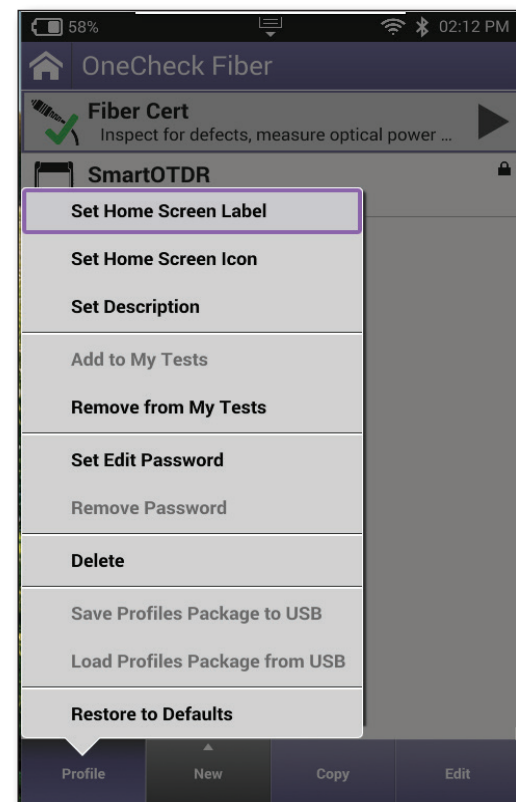 58%
02:12 PM
OneCheck Fiber
Fiber Cert
Inspect for defects, measure optical power ...
SmartOTDR
Set Home Screen Label
Set Home Screen Icon
Set Description
Add to My Tests
Remove from My Tests
Set Edit Password
Remove Password
Delete
Save Profiles Package to USB
Load Profiles Package from USB
Restore to Defaults
Profile
New
Copy
Edit